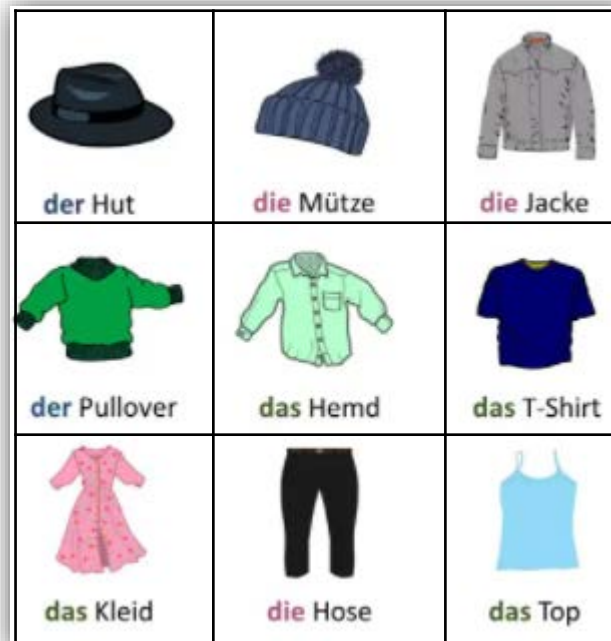 der Hut
die Mütze
die Jacke
der Pullover
das Hemd
das T-Shirt
das Kleid
die Hose
das Top